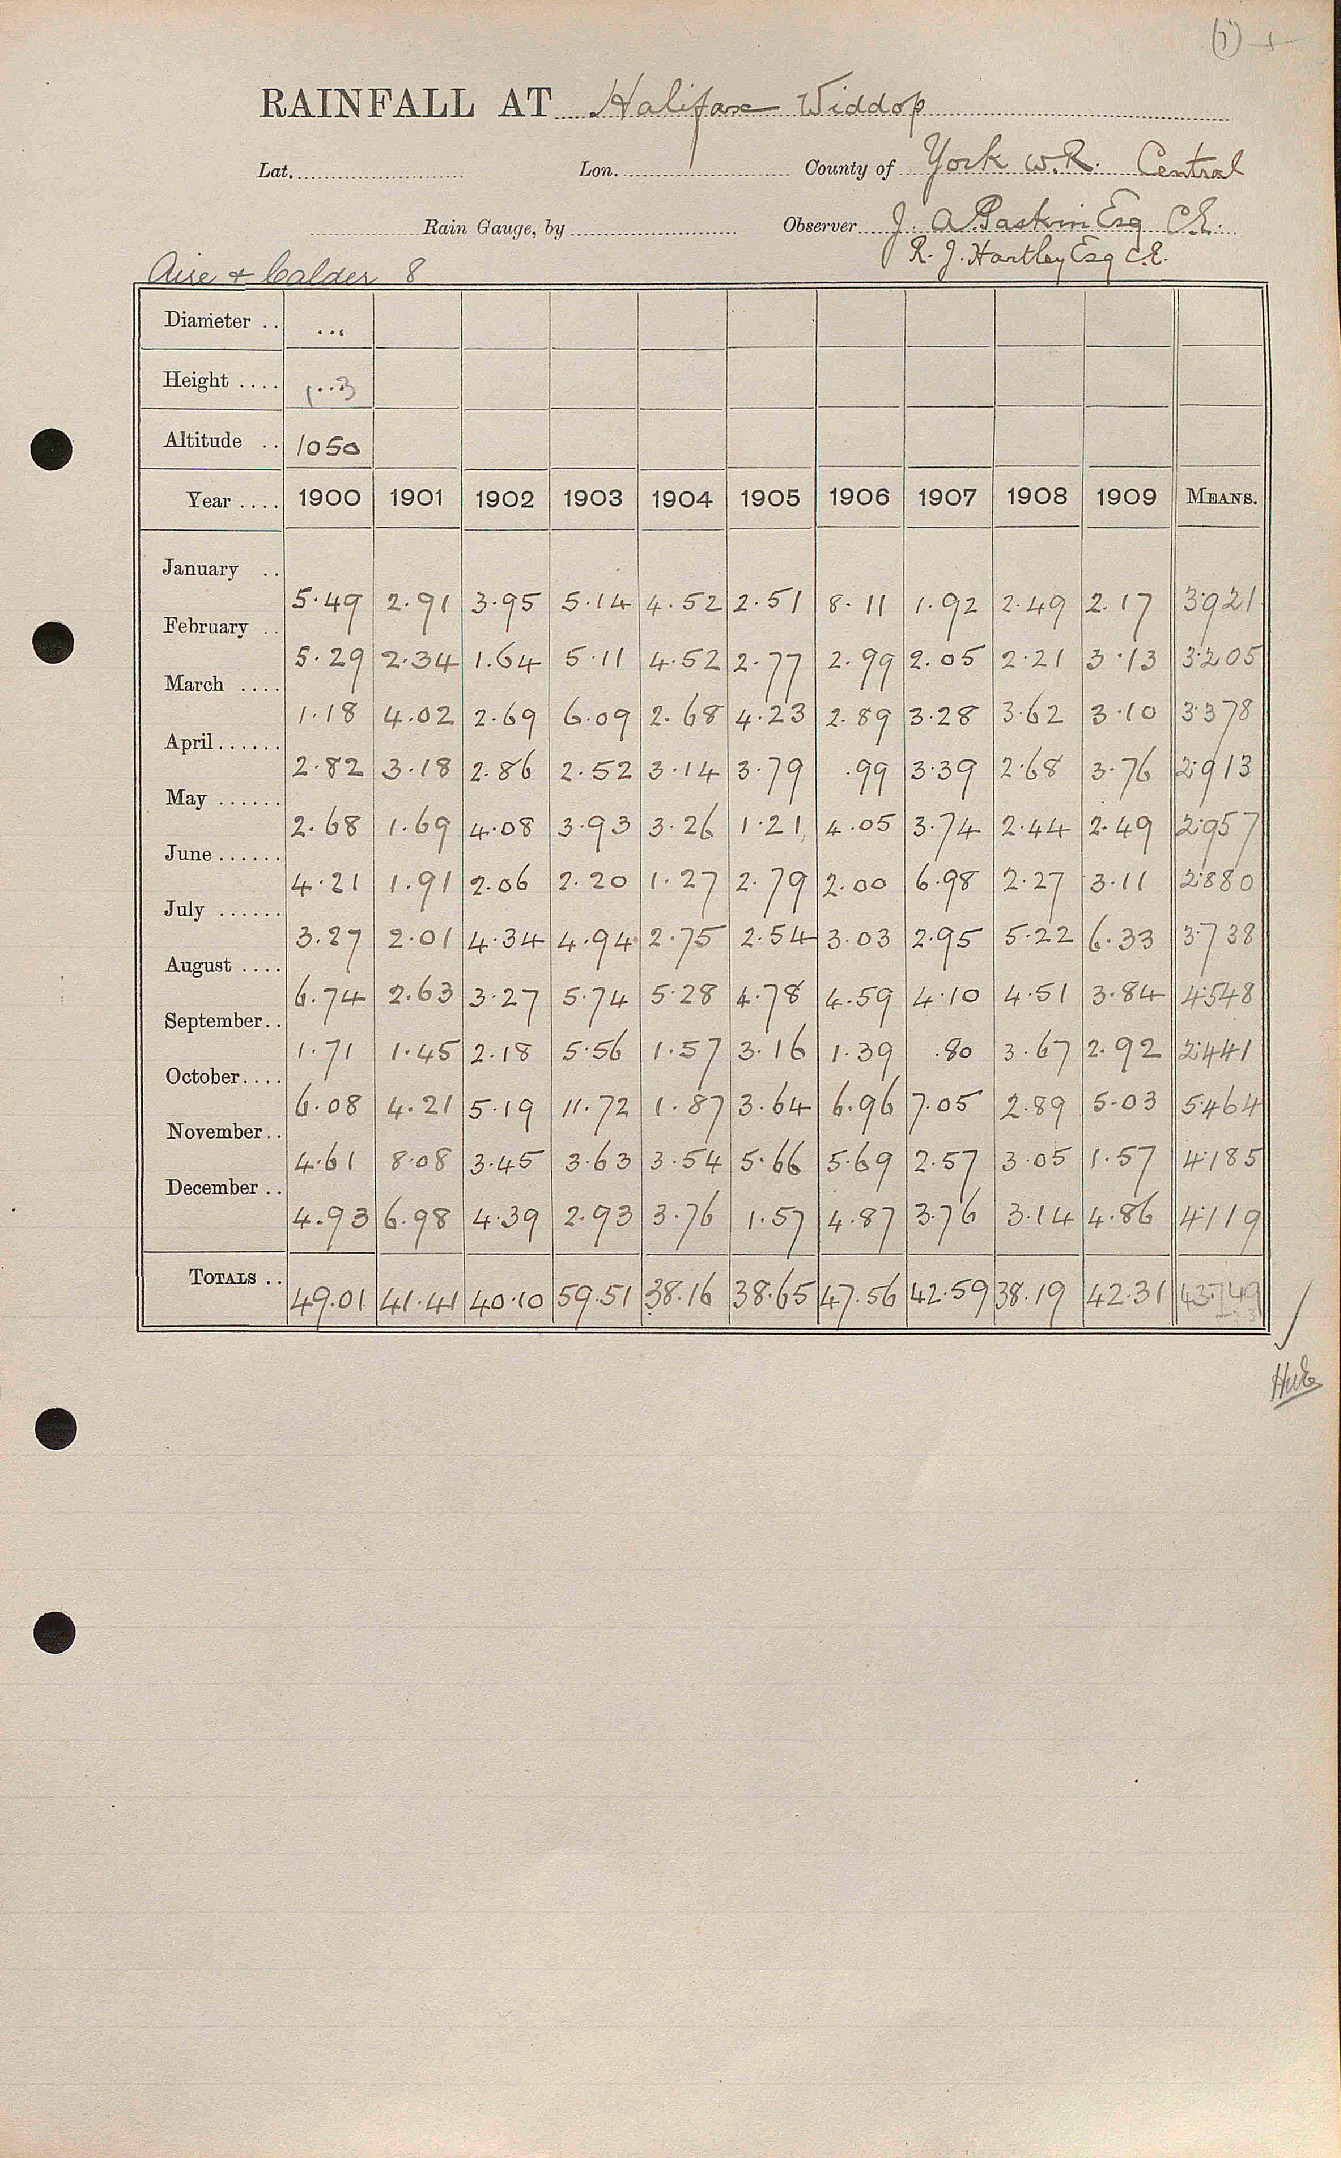 (1)
RAINFALL AT Halifax Widdop
Lat. Lon. County of York W.R. Central
Rain Gauge, by Observer J. A. Paskin Esq C.E.
R. J. Hartley Esq C.E.
Aire & Calder 8
Diameter .. ...
Height .... 1..3
Altitude .. 1050
Year .... 1900 1901 1902 1903 1904 1905 1906 1907 1908 1909 MEANS.
January .. 5.49 2.91 3.95 5.14 4.52 2.51 8.11 1.92 2.49 2.17 3.921
February .. 5.29 2.34 1.64 5.11 4.52 2.77 2.99 2.05 2.21 3.13 3.205
March .... 1.18 4.02 2.69 6.09 2.68 4.23 2.89 3.28 3.62 3.10 3.378
April ...... 2.82 3.18 2.86 2.52 3.14 3.79 .99 3.39 2.68 3.76 2.913
May ...... 2.68 1.69 4.08 3.93 3.26 1.21 4.05 3.74 2.44 2.49 2.957
June ...... 4.21 1.91 2.06 2.20 1.27 2.79 2.00 6.98 2.27 3.11 2.880
July ...... 3.27 2.01 4.34 4.94 2.75 2.54 3.03 2.95 5.22 6.33 3.738
August .... 6.74 2.63 3.27 5.74 5.28 4.78 4.59 4.10 4.51 3.84 4.548
September.. 1.71 1.45 2.18 5.56 1.57 3.16 1.39 .80 3.67 2.92 2.441
October.... 6.08 4.21 5.19 11.72 1.87 3.64 6.96 7.05 2.89 5.03 5.464
November.. 4.61 8.08 3.45 3.63 3.54 5.66 5.69 2.57 3.05 1.57 4.185
December .. 4.93 6.98 4.39 2.93 3.76 1.57 4.87 3.76 3.14 4.86 4.119
TOTALS .. 49.01 41.41 40.10 59.51 38.16 38.65 47.56 42.59 38.19 42.31 43.749